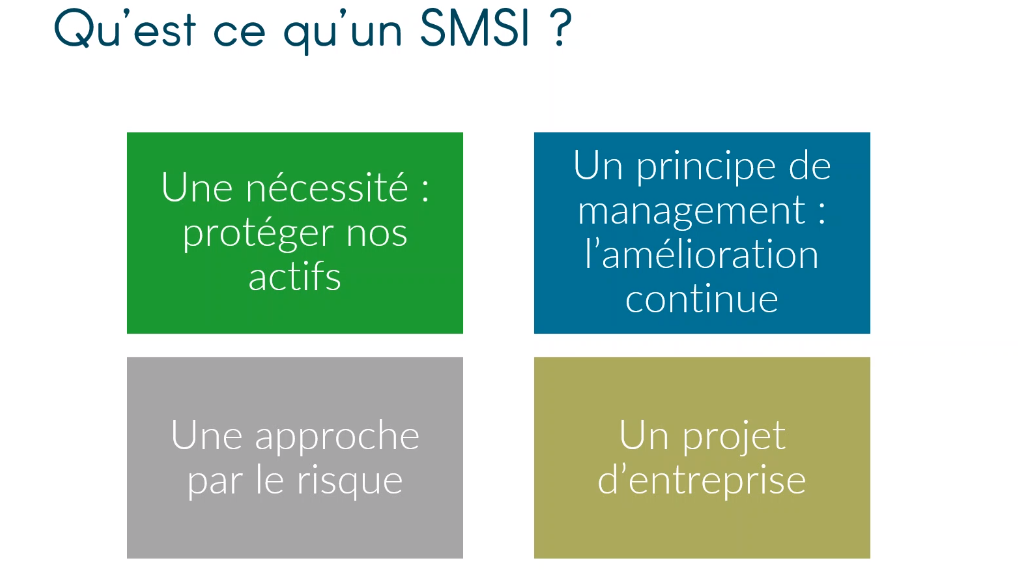 Qu’est ce qu’un SMSI ?
Une nécessité :
protéger nos
actifs
Un principe de
management :
l’amélioration
continue
Une approche
par le risque
Un projet
d’entreprise